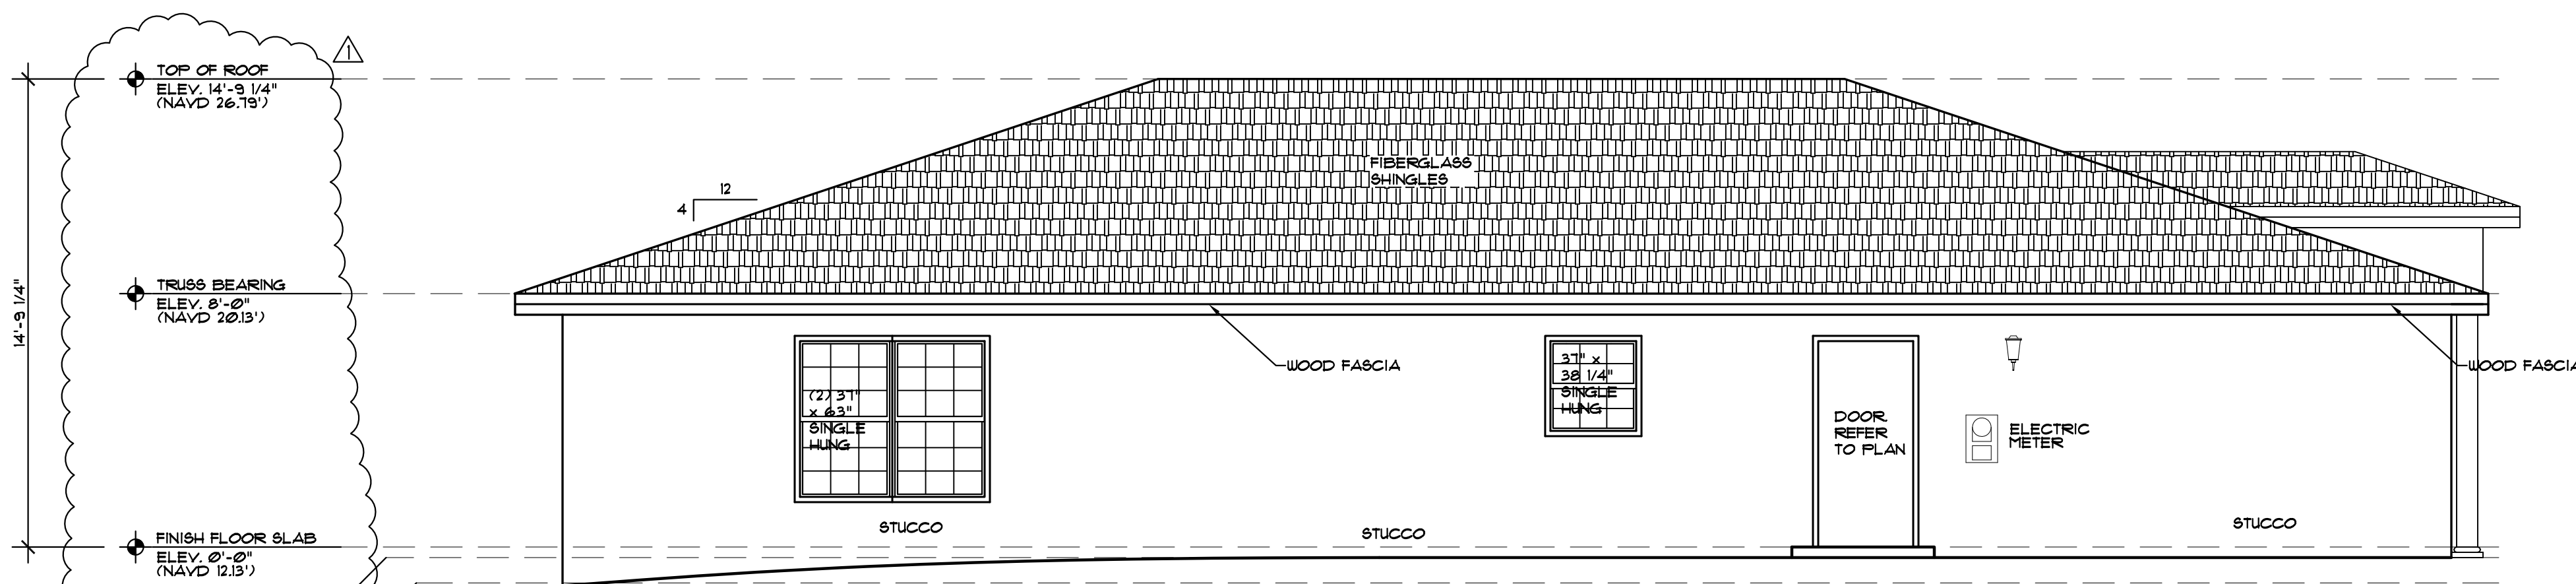 1
TOP OF ROOF
ELEV. 14'-9 1/4"
(NAVD 26.79')
FIBERGLASS
SHINGLES
12
4
TRUSS BEARING
ELEV. 8'-0"
(NAVD 20.13')
14'-9 1/4"
WOOD FASCIA
WOOD FASCIA
(2) 37"
x 63"
SINGLE
HUNG
37" x
38 1/4"
SINGLE
HUNG
DOOR
REFER
TO PLAN
ELECTRIC
METER
STUCCO
STUCCO
STUCCO
FINISH FLOOR SLAB
ELEV. 0'-0"
(NAVD 12.13')